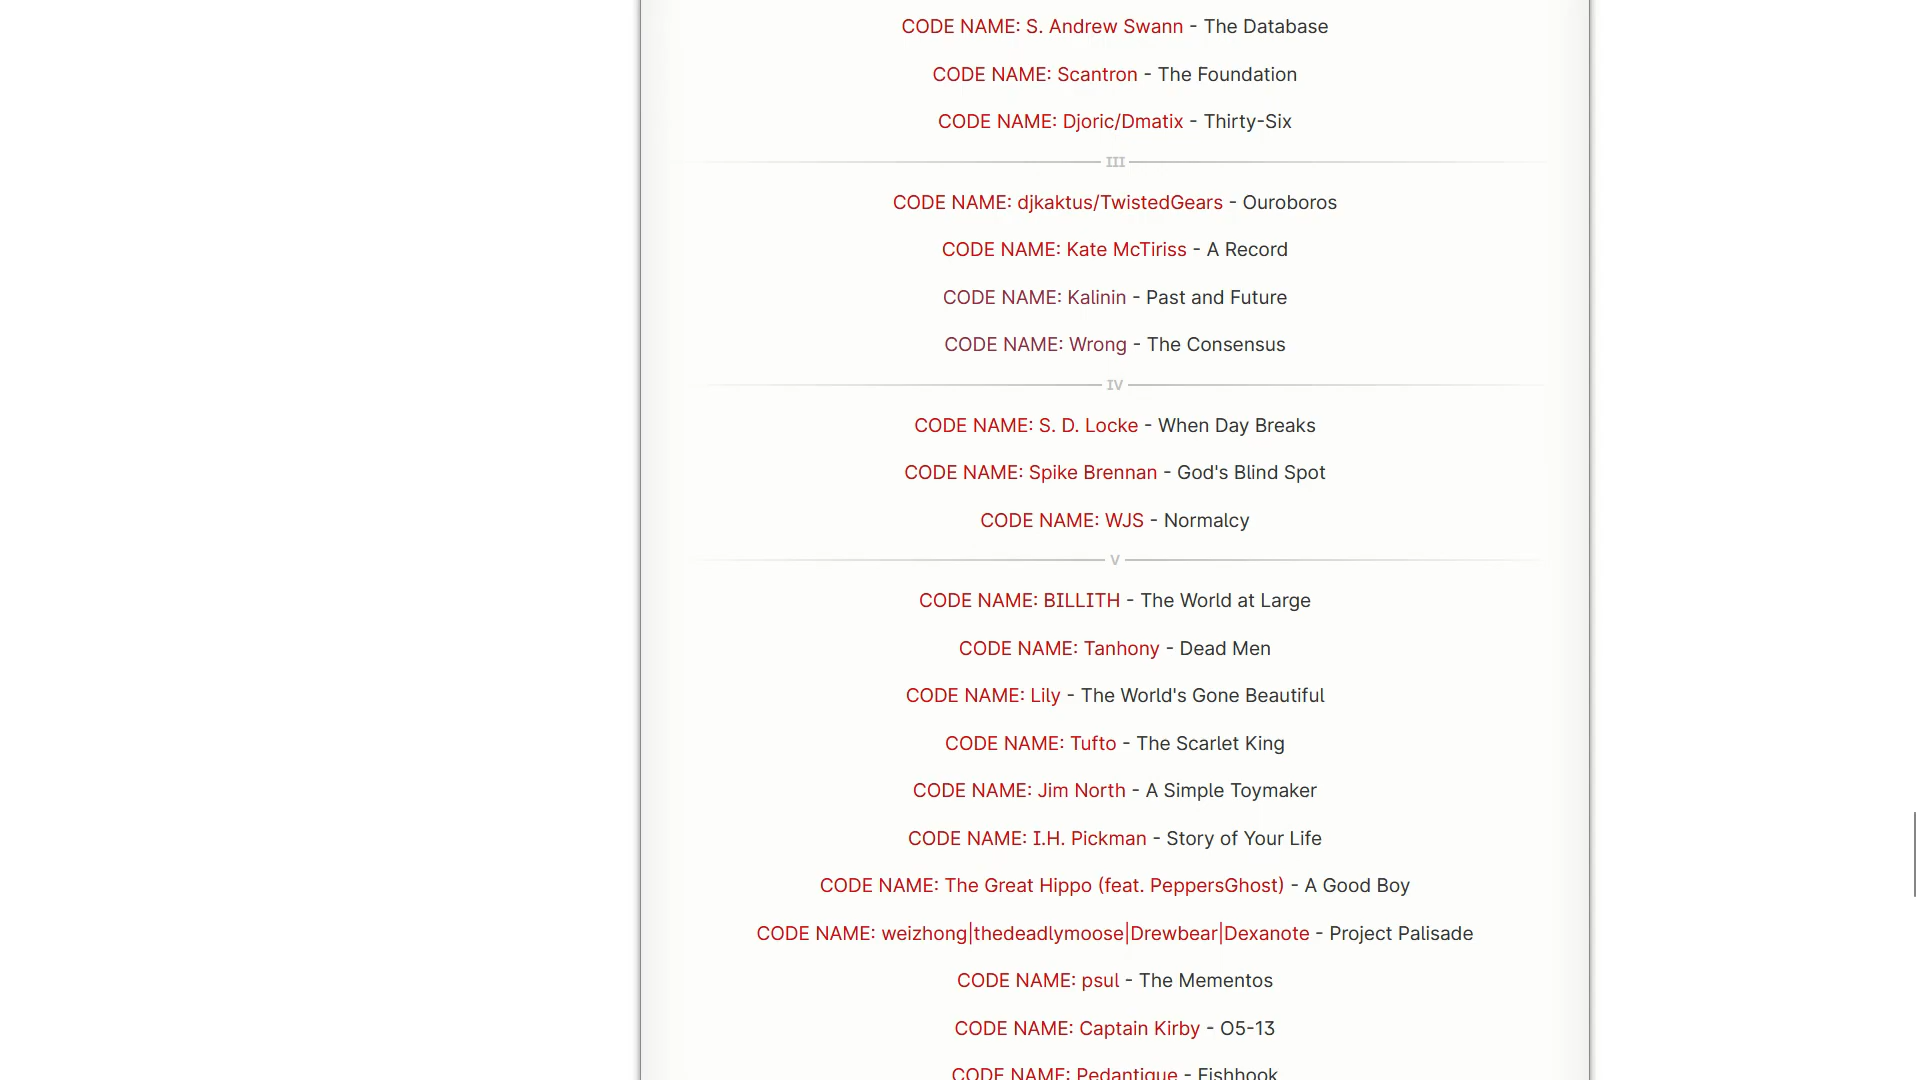 CODE NAME: S. Andrew Swann - The Database
CODE NAME: Scantron - The Foundation
CODE NAME: Djoric/Dmatix - Thirty-Six
III
CODE NAME: djkaktus/TwistedGears - Ouroboros
CODE NAME: Kate McTiriss - A Record
CODE NAME: Kalinin - Past and Future
CODE NAME: Wrong - The Consensus
IV
CODE NAME: S. D. Locke - When Day Breaks
CODE NAME: Spike Brennan - God's Blind Spot
CODE NAME: WJS - Normalcy
V
CODE NAME: BILLITH - The World at Large
CODE NAME: Tanhony - Dead Men
CODE NAME: Lily - The World's Gone Beautiful
CODE NAME: Tufto - The Scarlet King
CODE NAME: Jim North - A Simple Toymaker
CODE NAME: I.H. Pickman - Story of Your Life
CODE NAME: The Great Hippo (feat. PeppersGhost) - A Good Boy
CODE NAME: weizhong|thedeadlymoose|Drewbear|Dexanote - Project Palisade
CODE NAME: psul - The Mementos
CODE NAME: Captain Kirby - O5-13
CODE NAME: Pedantique - Fishhook